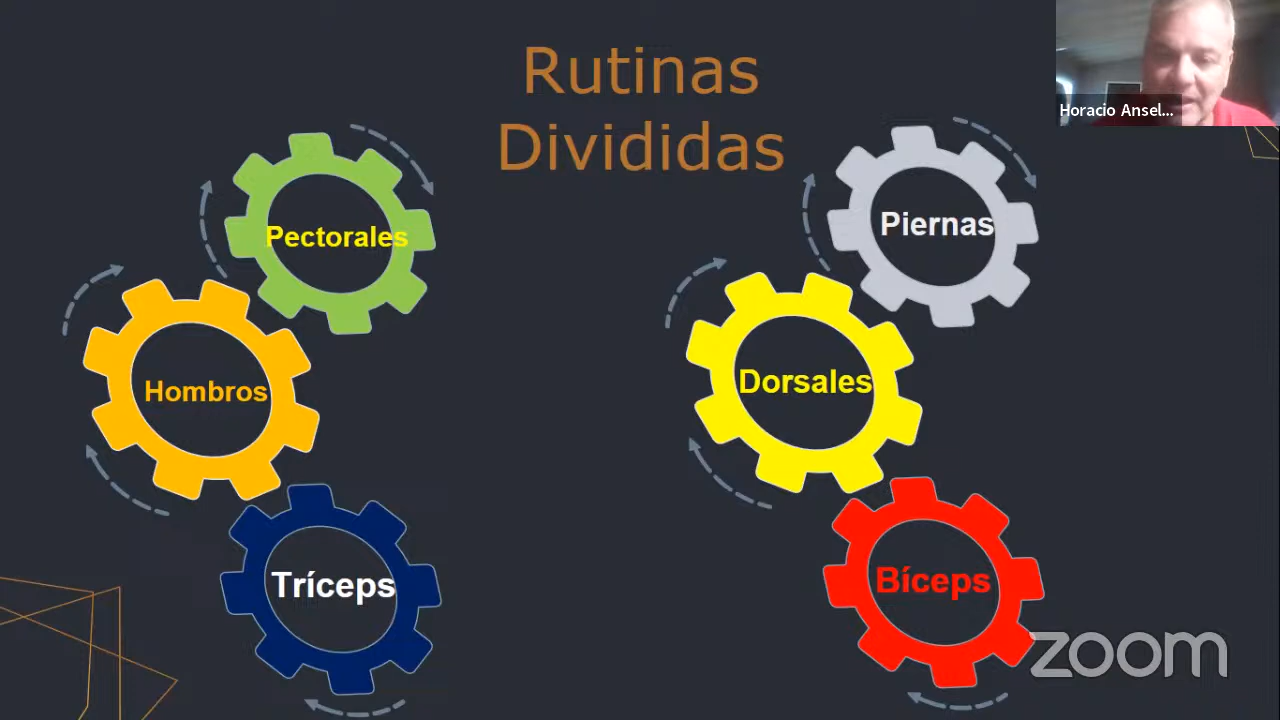 Rutinas
Divididas
Horacio Ansel...
Pectorales
Hombros
Tríceps
Piernas
Dorsales
Bíceps
zoom